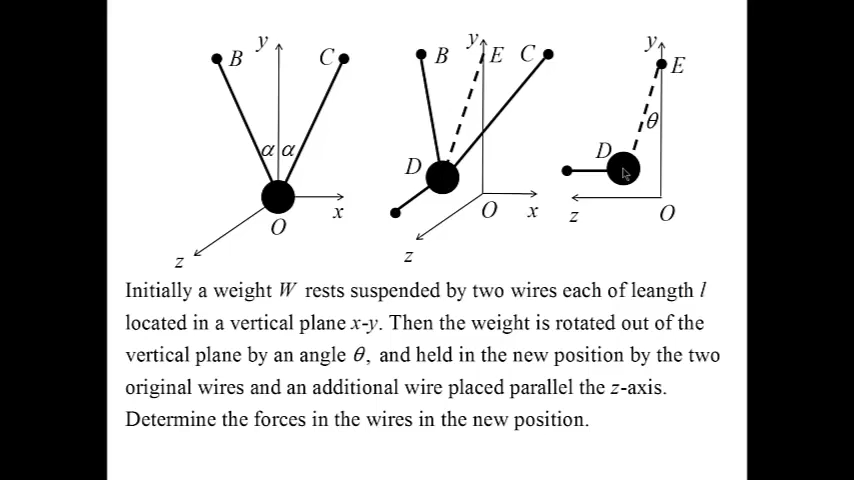 y
B
C
α α
O
x
z
y
B
E
C
D
O
x
z
y
E
θ
D
z
O
Initially a weight W rests suspended by two wires each of leangth l
located in a vertical plane x-y. Then the weight is rotated out of the
vertical plane by an angle θ, and held in the new position by the two
original wires and an additional wire placed parallel the z-axis.
Determine the forces in the wires in the new position.